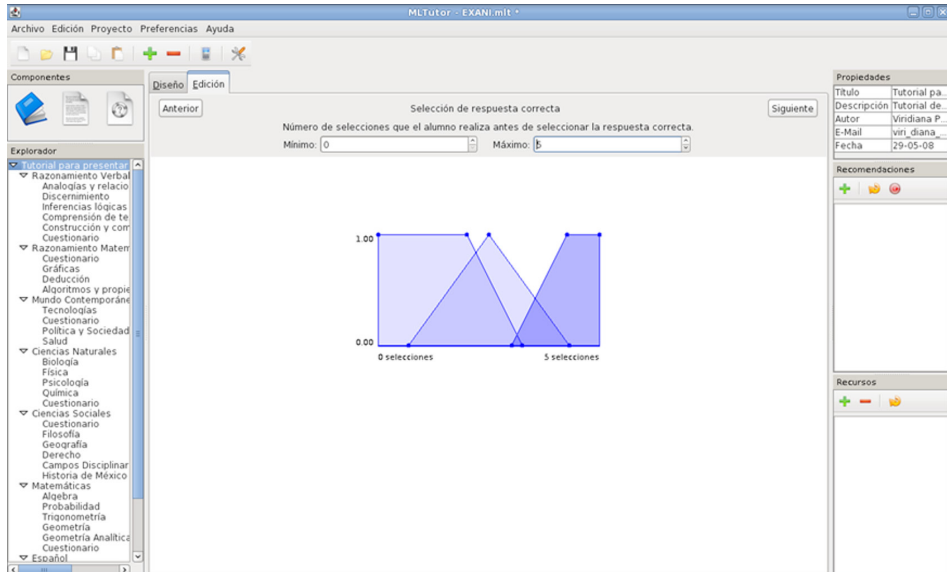 MLTutor - EXANI.mlt *
Archivo Edición Proyecto Preferencias Ayuda
Componentes
Explorador
Tutorial para presentar
Razonamiento Verbal
Analogías y relacio
Discernimiento
Inferencias lógicas
Comprensión de te
Construcción y com
Cuestionario
Razonamiento Matem
Cuestionario
Gráficas
Deducción
Algoritmos y propie
Mundo Contemporáne
Tecnologías
Cuestionario
Política y Sociedad
Salud
Ciencias Naturales
Biología
Física
Psicología
Química
Cuestionario
Ciencias Sociales
Cuestionario
Filosofía
Geografía
Derecho
Campos Disciplinar
Historia de México
Matemáticas
Algebra
Probabilidad
Trigonometría
Geometría
Geometría Analítica
Cuestionario
Español
Diseño Edición
Anterior Selección de respuesta correcta Siguiente
Número de selecciones que el alumno realiza antes de seleccionar la respuesta correcta.
Mínimo: 0 Máximo: 5
1.00
0.00
0 selecciones 5 selecciones
Propiedades
Título Tutorial pa...
Descripción Tutorial de...
Autor Viridiana P...
E-Mail viri_diana_...
Fecha 29-05-08
Recomendaciones
Recursos